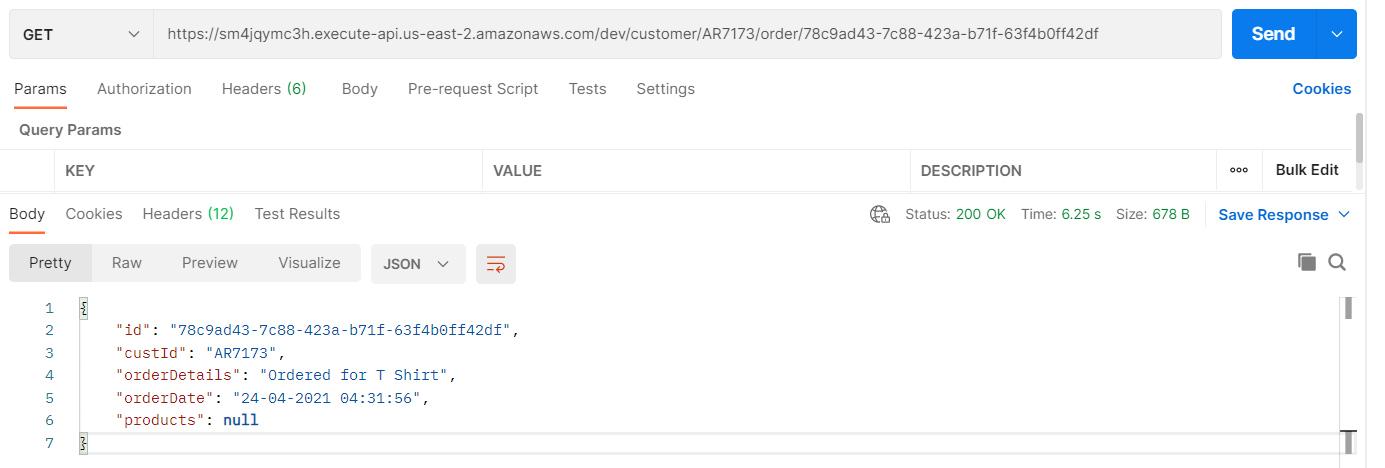 GET https://sm4jqymc3h.execute-api.us-east-2.amazonaws.com/dev/customer/AR7173/order/78c9ad43-7c88-423a-b71f-63f4b0ff42df Send
Params Authorization Headers (6) Body Pre-request Script Tests Settings Cookies
Query Params
KEY VALUE DESCRIPTION ooo Bulk Edit
Body Cookies Headers (12) Test Results Status: 200 OK Time: 6.25 s Size: 678 B Save Response
Pretty Raw Preview Visualize JSON
1 {
2 "id": "78c9ad43-7c88-423a-b71f-63f4b0ff42df",
3 "custId": "AR7173",
4 "orderDetails": "Ordered for T Shirt",
5 "orderDate": "24-04-2021 04:31:56",
6 "products": null
7 }